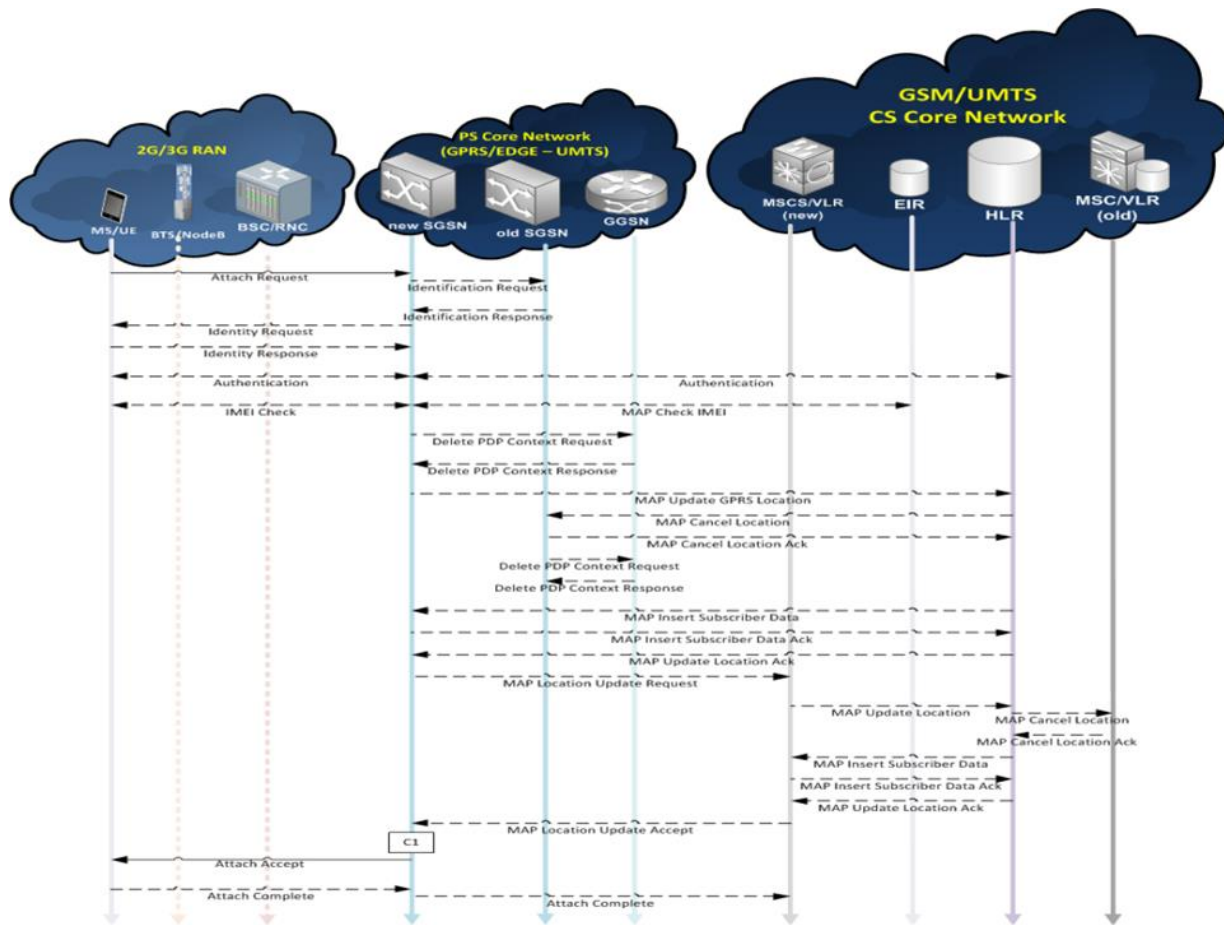 GSM/UMTS
CS Core Network
PS Core Network
(GPRS/EDGE – UMTS)
2G/3G RAN
MS/UE
BTS/NodeB
BSC/RNC
new SGSN
old SGSN
GGSN
MSCS/VLR
(new)
EIR
HLR
MSC/VLR
(old)
Attach Request
Identification Request
Identification Response
Identity Request
Identity Response
Authentication
Authentication
IMEI Check
MAP Check IMEI
Delete PDP Context Request
Delete PDP Context Response
MAP Update GPRS Location
MAP Cancel Location
MAP Cancel Location Ack
Delete PDP Context Request
Delete PDP Context Response
MAP Insert Subscriber Data
MAP Insert Subscriber Data Ack
MAP Update Location Ack
MAP Location Update Request
MAP Update Location
MAP Cancel Location
MAP Cancel Location Ack
MAP Insert Subscriber Data
MAP Insert Subscriber Data Ack
MAP Update Location Ack
MAP Location Update Accept
C1
Attach Accept
Attach Complete
Attach Complete